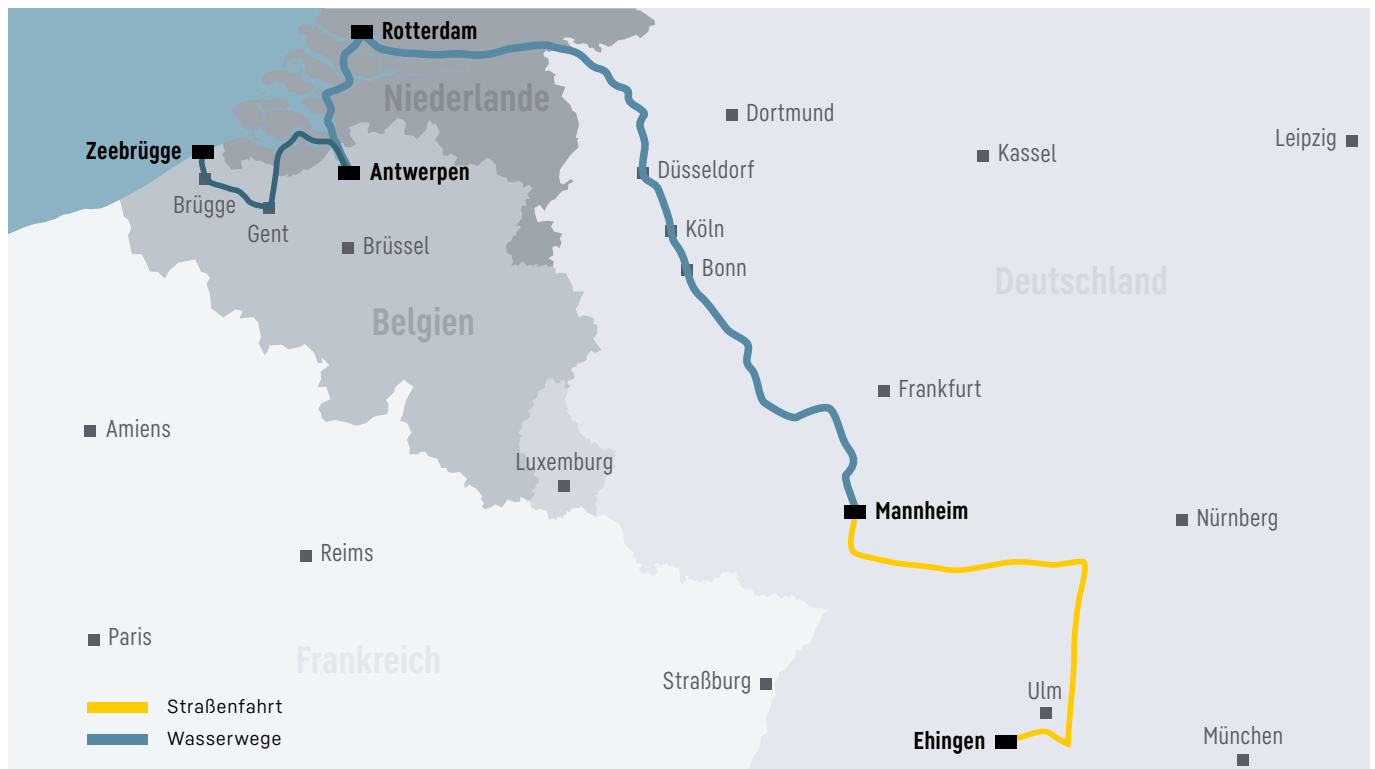 Rotterdam
Niederlande
Dortmund
Leipzig
Kassel
Zeebrügge
Antwerpen
Düsseldorf
Brügge
Gent
Köln
Brüssel
Bonn
Deutschland
Belgien
Frankfurt
Amiens
Luxemburg
Mannheim
Nürnberg
Reims
Paris
Frankreich
Straßburg
Ulm
Straßenfahrt
Wasserwege
Ehingen
München